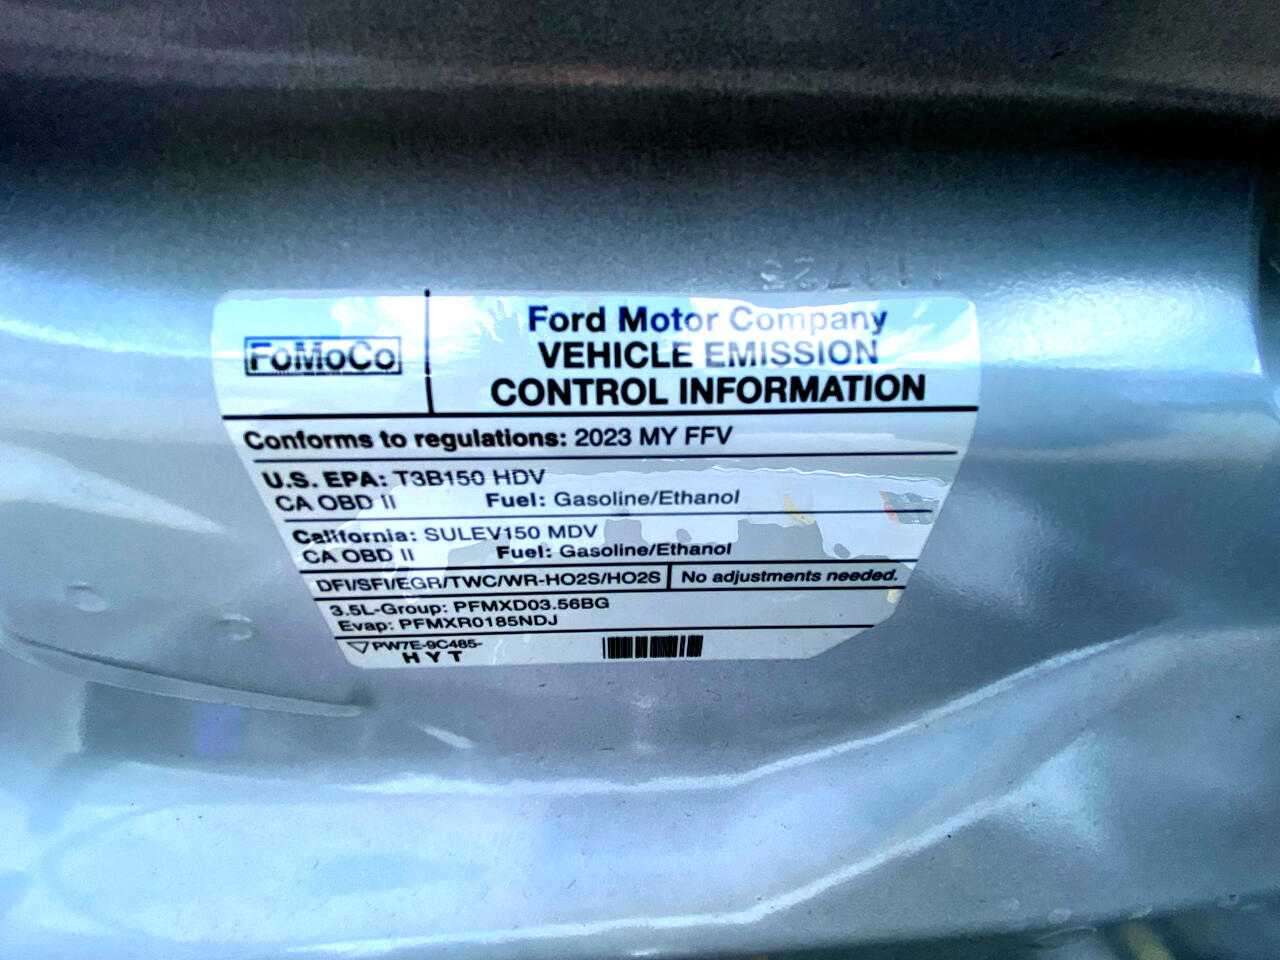 FoMoCo
Ford Motor Company
VEHICLE EMISSION
CONTROL INFORMATION
Conforms to regulations: 2023 MY FFV
U.S. EPA: T3B150 HDV
CA OBD II Fuel: Gasoline/Ethanol
California: SULEV150 MDV
CA OBD II Fuel: Gasoline/Ethanol
DFI/SFI/EGR/TWC/WR-HO2S/HO2S No adjustments needed.
3.5L-Group: PFMXD03.56BG
Evap: PFMXR0185NDJ
PW7E-9C485-
HYT